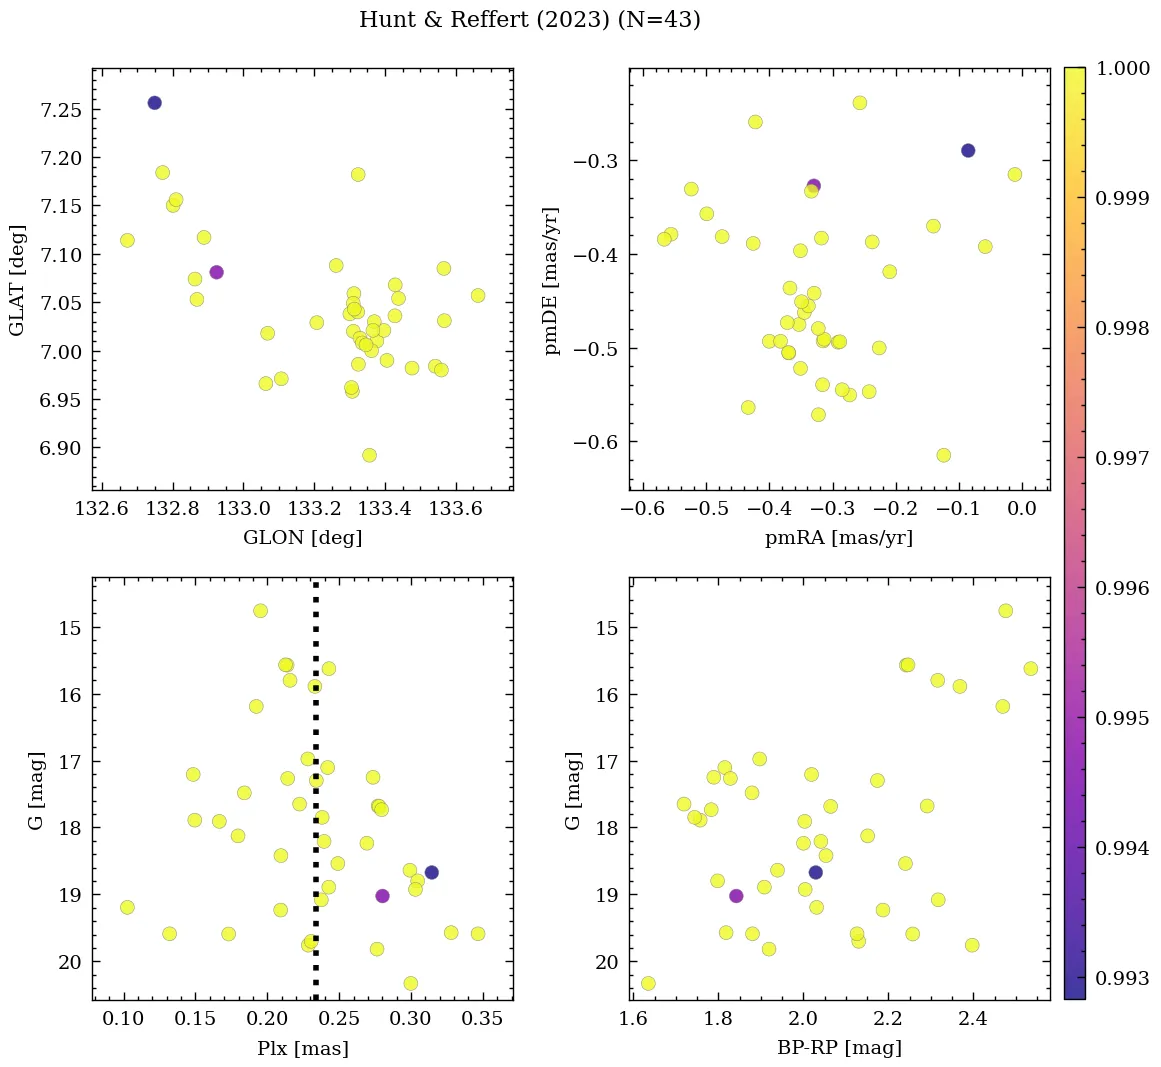 Hunt & Reffert (2023) (N=43)
7.25
7.20
7.15
7.10
7.05
7.00
6.95
6.90
GLAT [deg]
132.6 132.8 133.0 133.2 133.4 133.6
GLON [deg]
−0.3
−0.4
−0.5
−0.6
pmDE [mas/yr]
−0.6 −0.5 −0.4 −0.3 −0.2 −0.1 0.0
pmRA [mas/yr]
1.000
0.999
0.998
0.997
0.996
0.995
0.994
0.993
15
16
17
18
19
20
G [mag]
0.10 0.15 0.20 0.25 0.30 0.35
Plx [mas]
15
16
17
18
19
20
G [mag]
1.6 1.8 2.0 2.2 2.4
BP-RP [mag]